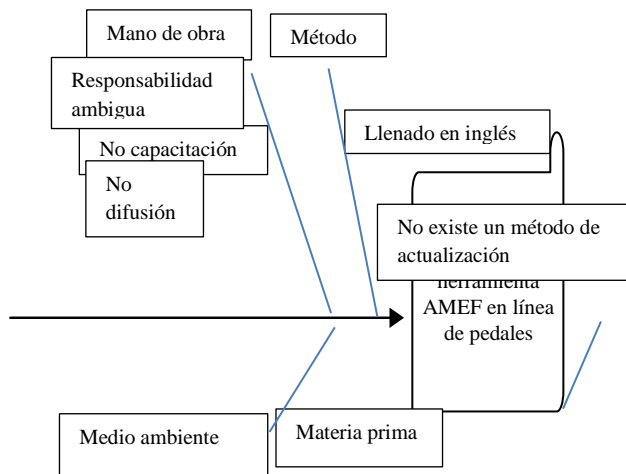 Mano de obra
Método
Responsabilidad
ambigua
No capacitación
No
difusión
Llenado en inglés
No existe un método de
actualización
herramienta
AMEF en línea
de pedales
Medio ambiente
Materia prima